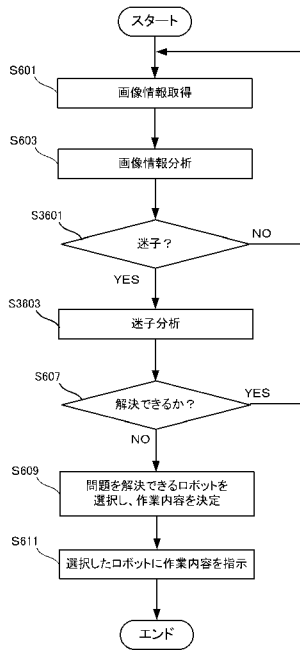 スタート
S601
画像情報取得
S603
画像情報分析
S3601
迷子？
NO
YES
S3603
迷子分析
S607
解決できるか？
YES
NO
S609
問題を解決できるロボットを
選択し、作業内容を決定
S611
選択したロボットに作業内容を指示
エンド